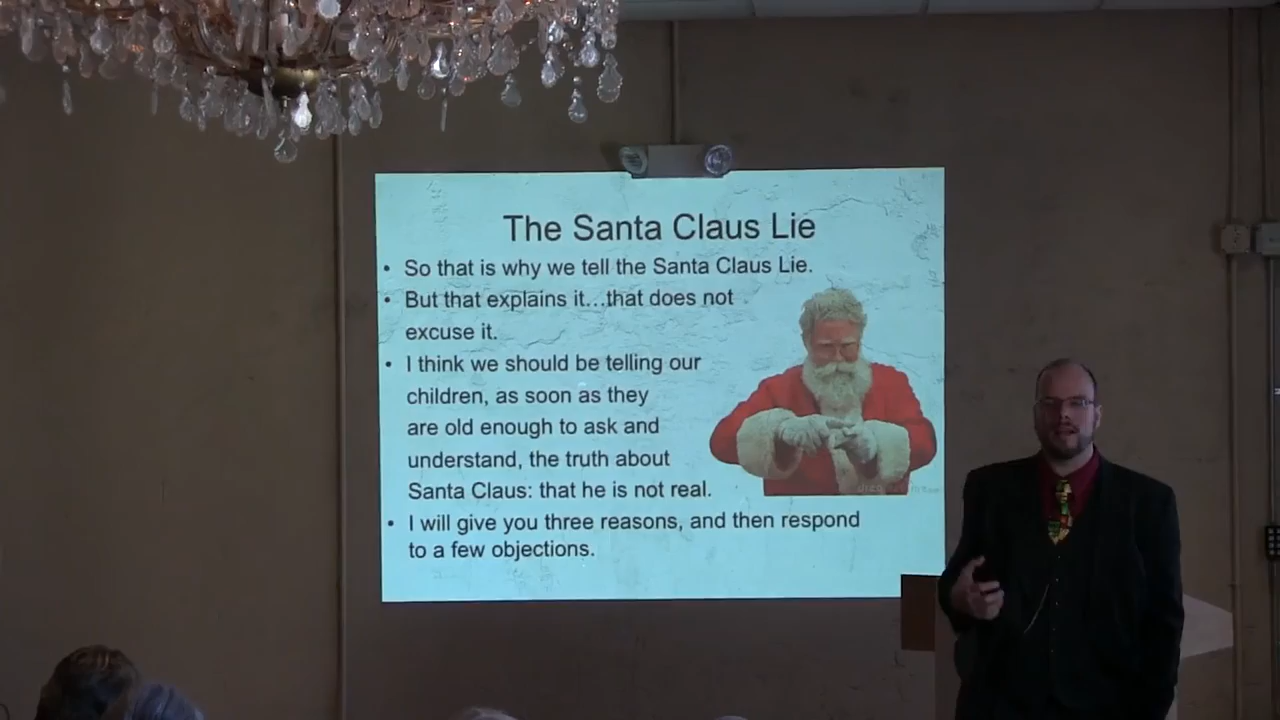 The Santa Claus Lie
• So that is why we tell the Santa Claus Lie.
• But that explains it...that does not
excuse it.
• I think we should be telling our
children, as soon as they
are old enough to ask and
understand, the truth about
Santa Claus: that he is not real.
• I will give you three reasons, and then respond
to a few objections.